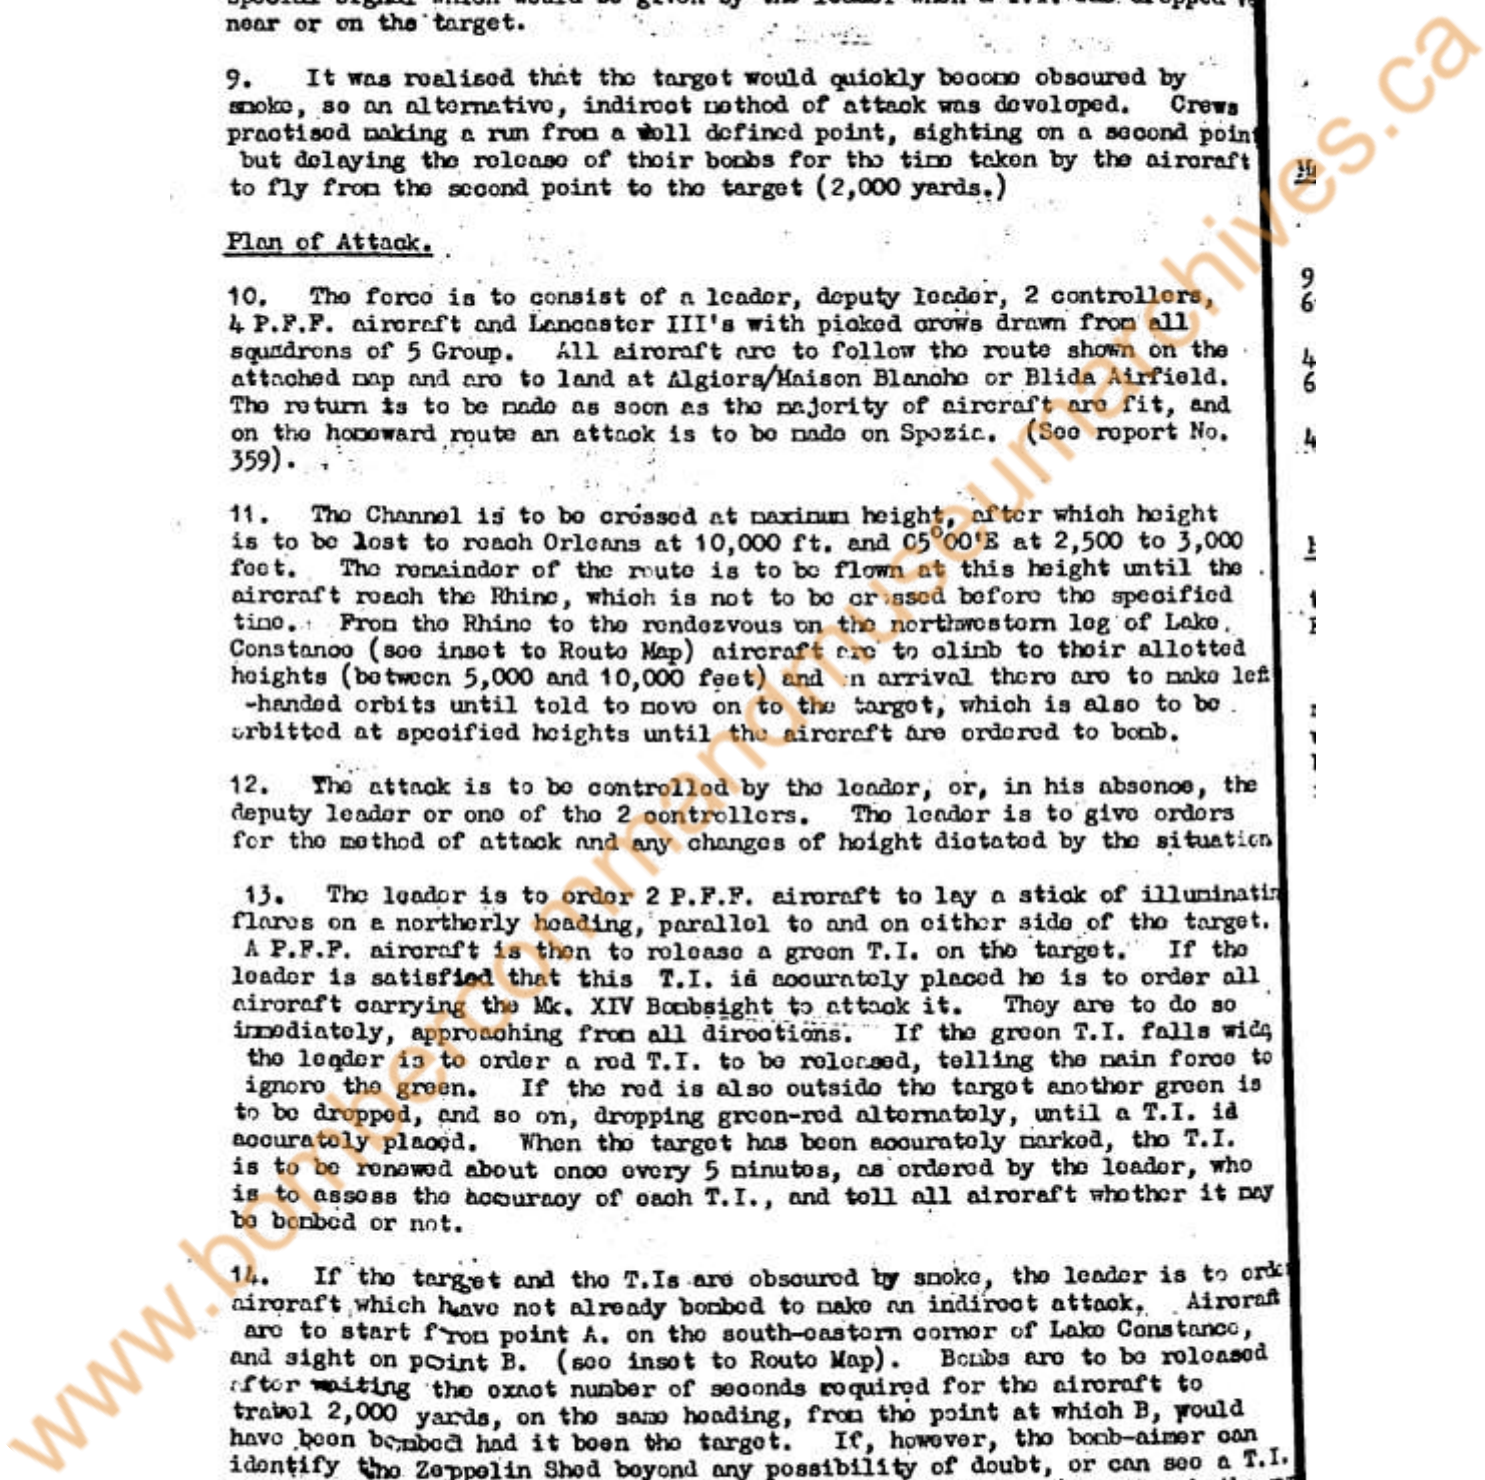 special signal which would be given by the leader when a T.I. was dropped
near or on the target.
9. It was realised that the target would quickly become obscured by
smoke, so an alternative, indirect method of attack was developed. Crews
practised making a run from a well defined point, sighting on a second point
but delaying the release of their bombs for the time taken by the aircraft
to fly from the second point to the target (2,000 yards.)
Plan of Attack.
10. The force is to consist of a leader, deputy leader, 2 controllers,
4 P.F.F. aircraft and Lancaster III's with picked crews drawn from all
squadrons of 5 Group. All aircraft are to follow the route shown on the
attached map and are to land at Algiers/Maison Blanche or Blida Airfield.
The return is to be made as soon as the majority of aircraft are fit, and
on the homeward route an attack is to be made on Spezia. (See report No.
359).
11. The Channel is to be crossed at maximum height, after which height
is to be lost to reach Orleans at 10,000 ft. and 05°00'E at 2,500 to 3,000
feet. The remainder of the route is to be flown at this height until the
aircraft reach the Rhine, which is not to be crossed before the specified
time. From the Rhine to the rendezvous on the northwestern leg of Lake
Constance (see inset to Route Map) aircraft are to climb to their allotted
heights (between 5,000 and 10,000 feet) and on arrival there are to make left
-handed orbits until told to move on to the target, which is also to be
orbitted at specified heights until the aircraft are ordered to bomb.
12. The attack is to be controlled by the leader, or, in his absence, the
deputy leader or one of the 2 controllers. The leader is to give orders
for the method of attack and any changes of height dictated by the situation
13. The leader is to order 2 P.F.F. aircraft to lay a stick of illuminatin
flares on a northerly heading, parallel to and on either side of the target.
A P.F.F. aircraft is then to release a green T.I. on the target. If the
leader is satisfied that this T.I. is accurately placed he is to order all
aircraft carrying the Mk. XIV Bombsight to attack it. They are to do so
immediately, approaching from all directions. If the green T.I. falls wide,
the leader is to order a red T.I. to be released, telling the main force to
ignore the green. If the red is also outside the target another green is
to be dropped, and so on, dropping green-red alternately, until a T.I. is
accurately placed. When the target has been accurately marked, the T.I.
is to be renewed about once every 5 minutes, as ordered by the leader, who
is to assess the accuracy of each T.I., and tell all aircraft whether it may
be bombed or not.
14. If the target and the T.Is are obscured by smoke, the leader is to order
aircraft which have not already bombed to make an indirect attack. Aircraft
are to start from point A. on the south-eastern corner of Lake Constance,
and sight on point B. (see inset to Route Map). Bombs are to be released
after waiting the exact number of seconds required for the aircraft to
travel 2,000 yards, on the same heading, from the point at which B, would
have been bombed had it been the target. If, however, the bomb-aimer can
identify the Zeppelin Shed beyond any possibility of doubt, or can see a T.I.
9
6
4
6
4
www.bombercommandmuseumarchives.ca